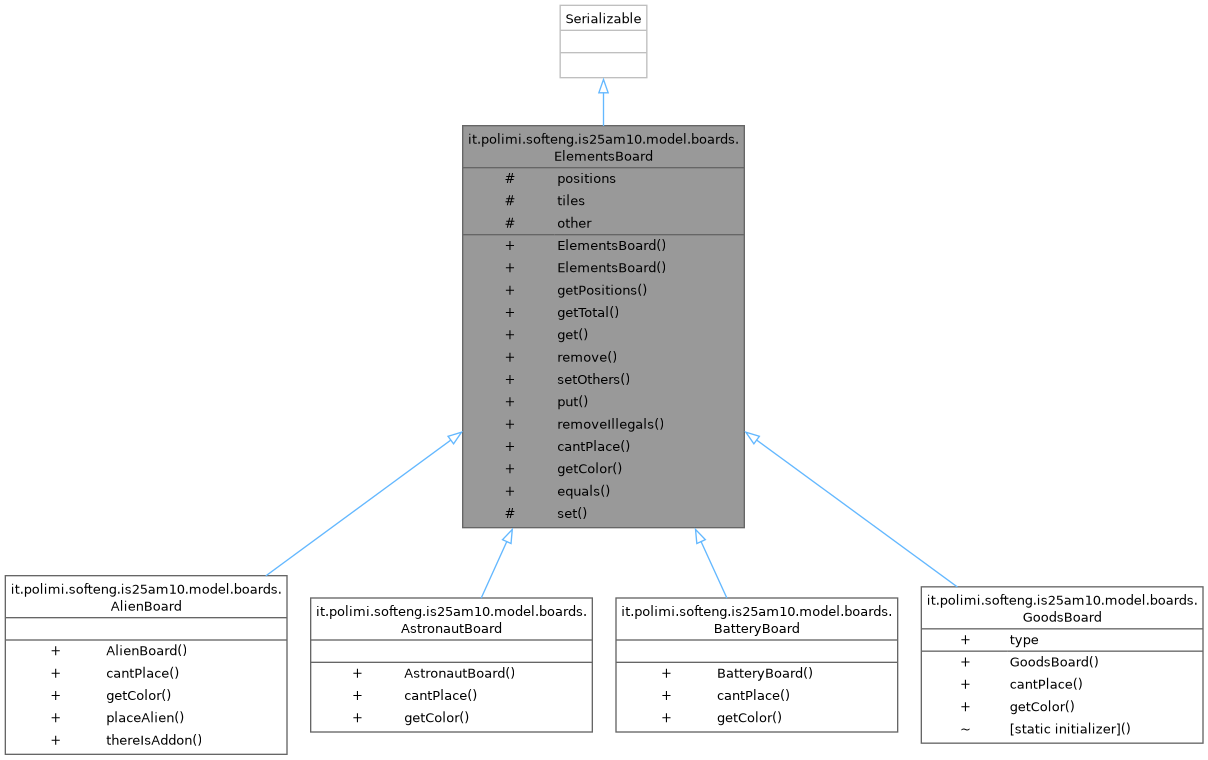 Serializable
it.polimi.softeng.is25am10.model.boards.
ElementsBoard
# positions
# tiles
# other
+ ElementsBoard()
+ ElementsBoard()
+ getPositions()
+ getTotal()
+ get()
+ remove()
+ setOthers()
+ put()
+ removeIllegals()
+ cantPlace()
+ getColor()
+ equals()
# set()
it.polimi.softeng.is25am10.model.boards.
AlienBoard
+ AlienBoard()
+ cantPlace()
+ getColor()
+ placeAlien()
+ thereIsAddon()
it.polimi.softeng.is25am10.model.boards.
AstronautBoard
+ AstronautBoard()
+ cantPlace()
+ getColor()
it.polimi.softeng.is25am10.model.boards.
BatteryBoard
+ BatteryBoard()
+ cantPlace()
+ getColor()
it.polimi.softeng.is25am10.model.boards.
GoodsBoard
+ type
+ GoodsBoard()
+ cantPlace()
+ getColor()
~ [static initializer]()